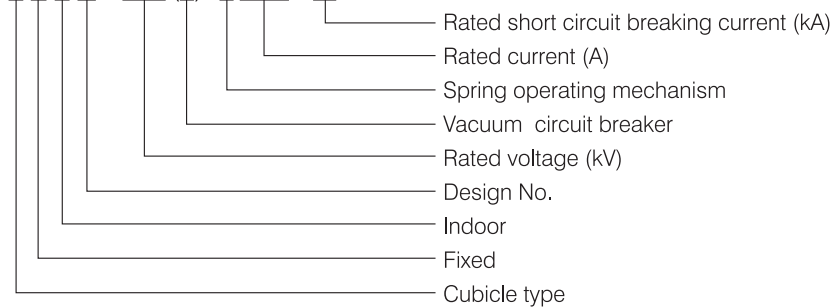 Rated short circuit breaking current (kA)
Rated current (A)
Spring operating mechanism
Vacuum circuit breaker
Rated voltage (kV)
Design No.
Indoor
Fixed
Cubicle type